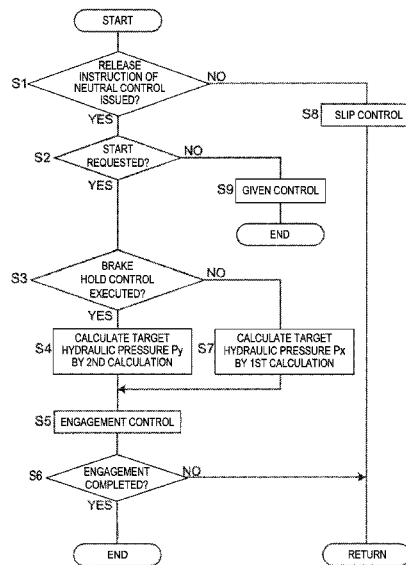 START
S1
RELEASE
INSTRUCTION OF
NEUTRAL CONTROL
ISSUED?
NO
YES
S8
SLIP CONTROL
S2
START
REQUESTED?
NO
YES
S9
GIVEN CONTROL
END
S3
BRAKE
HOLD CONTROL
EXECUTED?
NO
YES
S4
CALCULATE TARGET
HYDRAULIC PRESSURE Py
BY 2ND CALCULATION
S7
CALCULATE TARGET
HYDRAULIC PRESSURE Px
BY 1ST CALCULATION
S5
ENGAGEMENT CONTROL
S6
ENGAGEMENT
COMPLETED?
NO
YES
END
RETURN